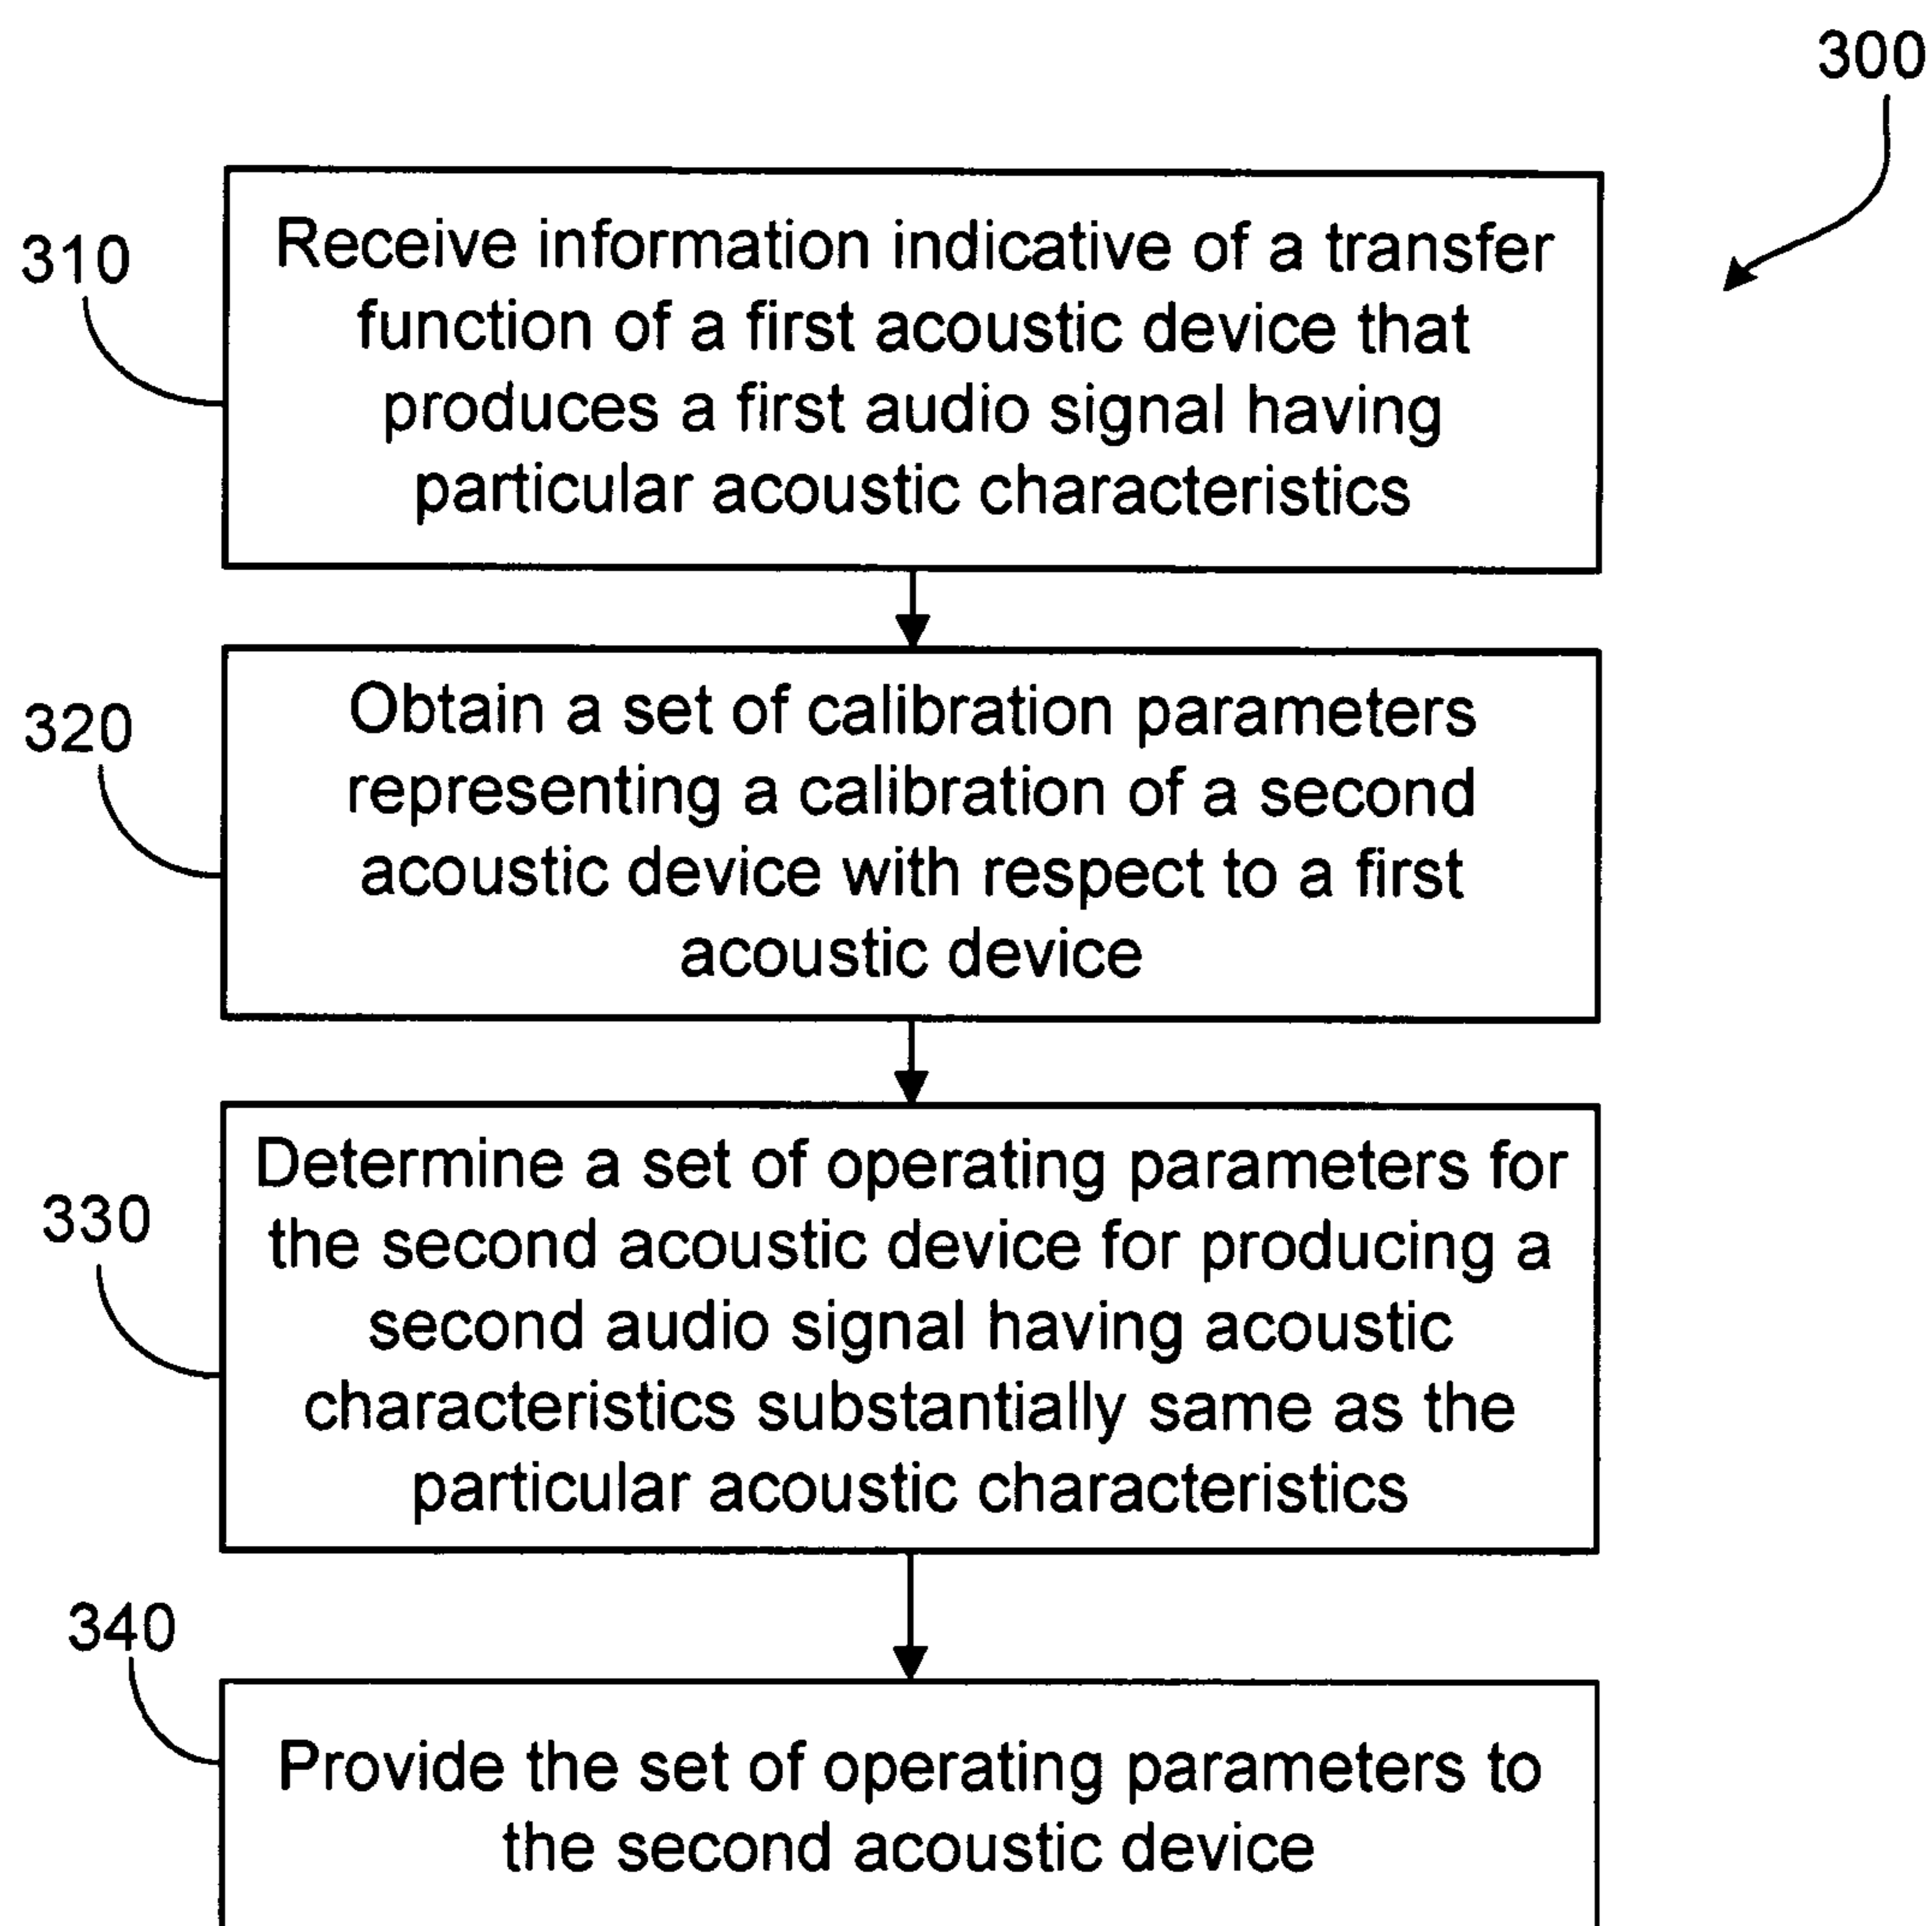 300
310
Receive information indicative of a transfer
function of a first acoustic device that
produces a first audio signal having
particular acoustic characteristics
320
Obtain a set of calibration parameters
representing a calibration of a second
acoustic device with respect to a first
acoustic device
330
Determine a set of operating parameters for
the second acoustic device for producing a
second audio signal having acoustic
characteristics substantially same as the
particular acoustic characteristics
340
Provide the set of operating parameters to
the second acoustic device